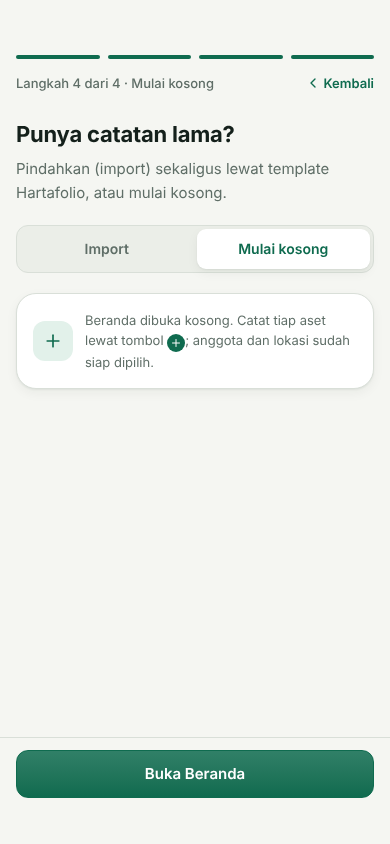 Langkah 4 dari 4 · Mulai kosong
Kembali
Punya catatan lama?
Pindahkan (import) sekaligus lewat template
Hartafolio, atau mulai kosong.
Import
Mulai kosong
Beranda dibuka kosong. Catat tiap aset
lewat tombol +; anggota dan lokasi sudah
siap dipilih.
Buka Beranda